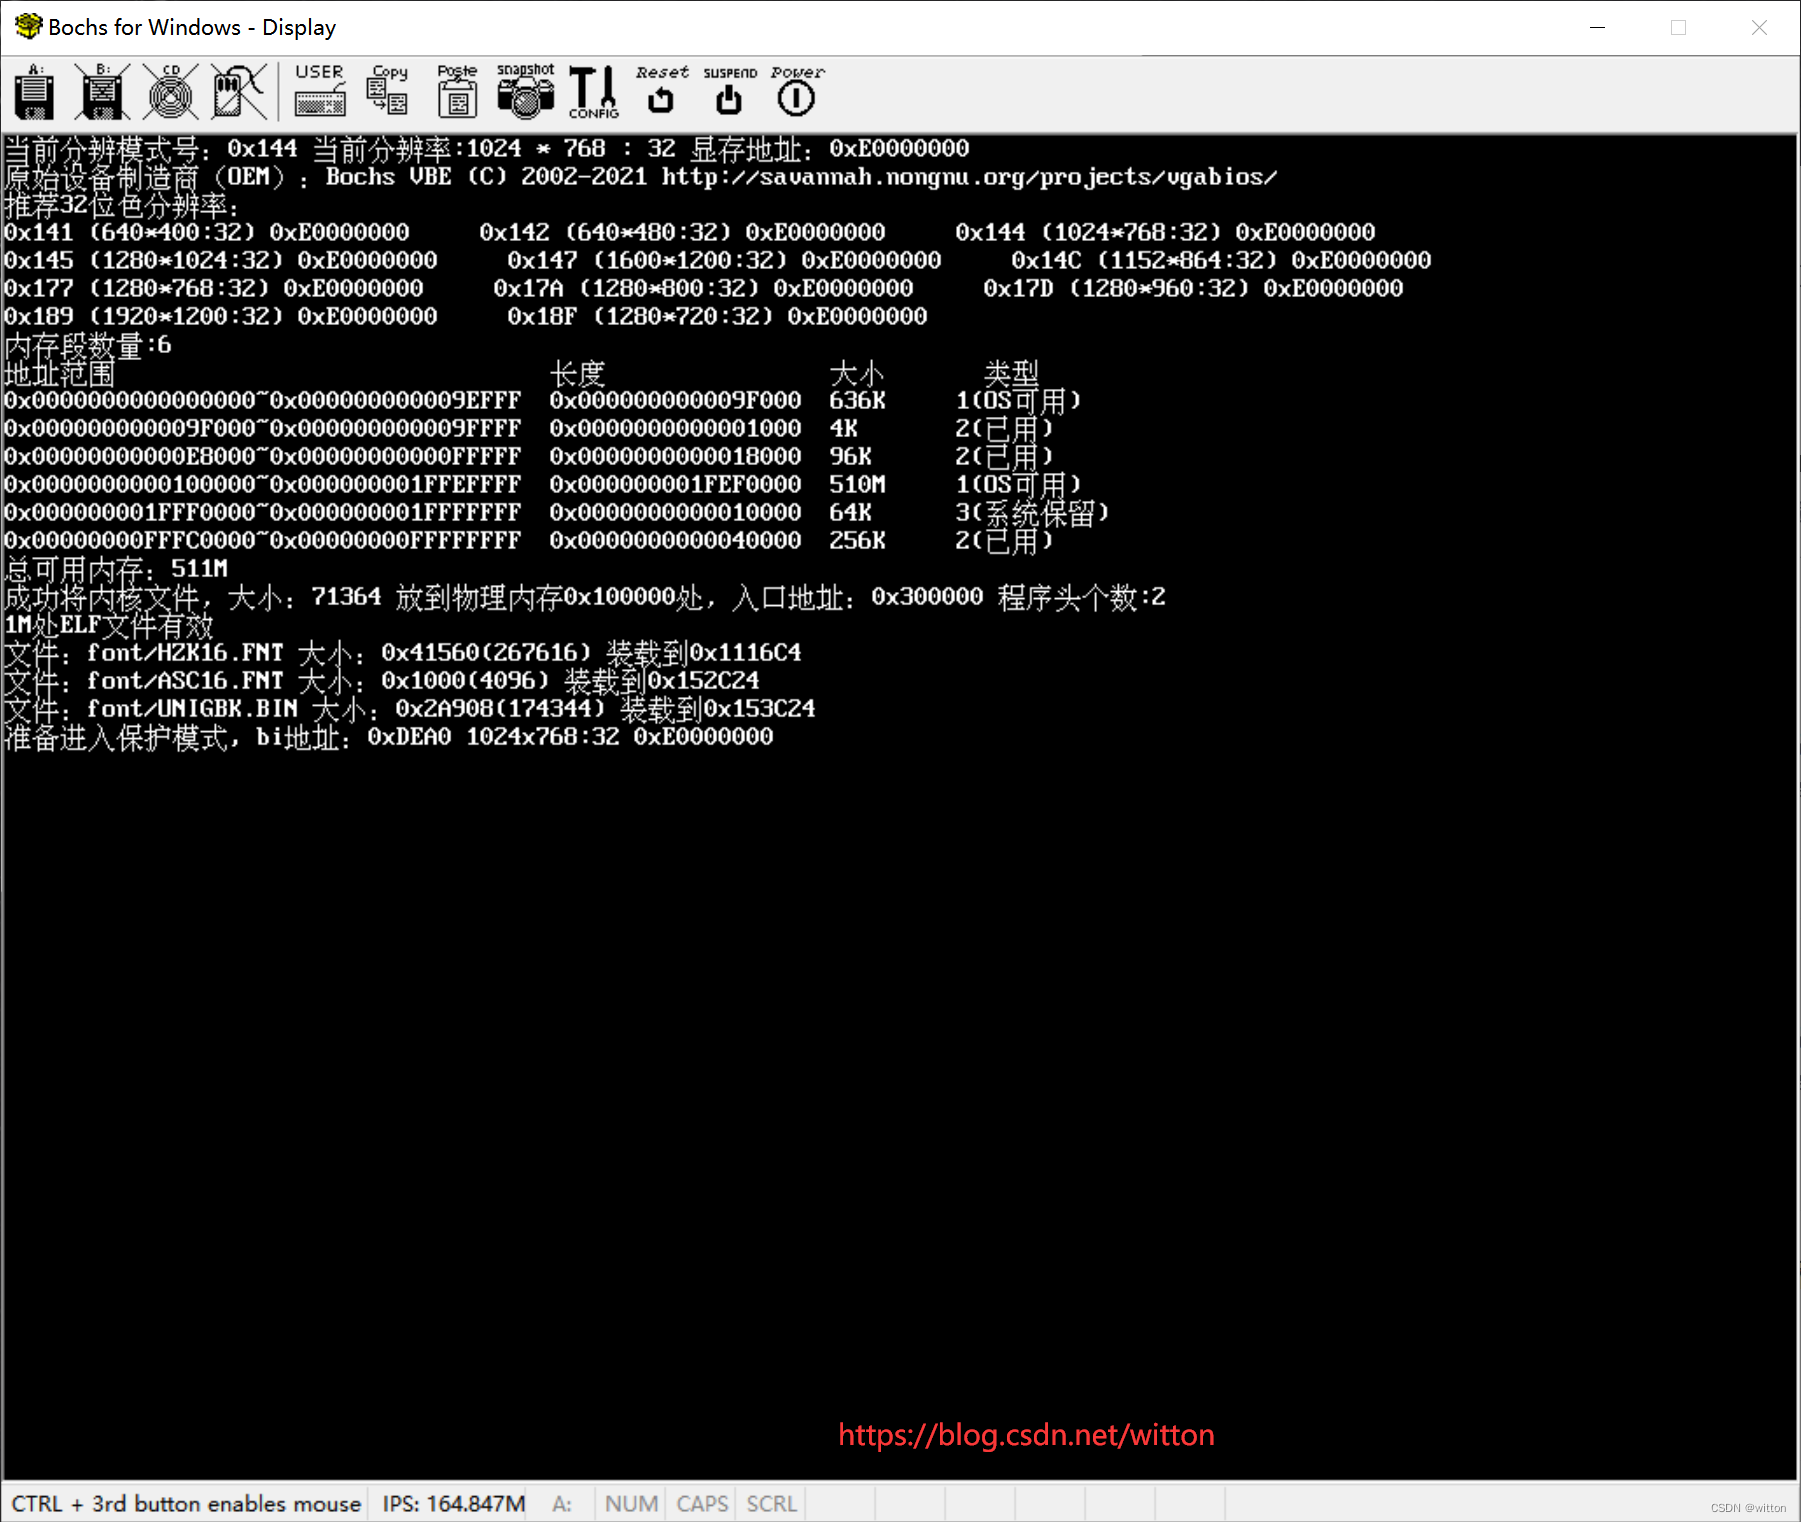 Bochs for Windows - Display
A: B: CD USER Copy Paste snapshot CONFIG Reset SUSPEND Power
当前分辨模式号：0x144 当前分辨率:1024 * 768 : 32 显存地址：0xE0000000
原始设备制造商（OEM）：Bochs VBE (C) 2002-2021 http://savannah.nongnu.org/projects/vgabios/
推荐32位色分辨率：
0x141 (640*400:32) 0xE0000000 0x142 (640*480:32) 0xE0000000 0x144 (1024*768:32) 0xE0000000
0x145 (1280*1024:32) 0xE0000000 0x147 (1600*1200:32) 0xE0000000 0x14C (1152*864:32) 0xE0000000
0x177 (1280*768:32) 0xE0000000 0x17A (1280*800:32) 0xE0000000 0x17D (1280*960:32) 0xE0000000
0x189 (1920*1200:32) 0xE0000000 0x18F (1280*720:32) 0xE0000000
内存段数量:6
地址范围 长度 大小 类型
0x0000000000000000~0x000000000009EFFF 0x000000000009F000 636K 1(OS可用)
0x000000000009F000~0x000000000009FFFF 0x0000000000001000 4K 2(已用)
0x00000000000E8000~0x00000000000FFFFF 0x0000000000018000 96K 2(已用)
0x0000000000100000~0x000000001FFEFFFF 0x000000001FEF0000 510M 1(OS可用)
0x000000001FFF0000~0x000000001FFFFFFF 0x0000000000010000 64K 3(系统保留)
0x00000000FFFC0000~0x00000000FFFFFFFF 0x0000000000040000 256K 2(已用)
总可用内存：511M
成功将内核文件，大小：71364 放到物理内存0x100000处，入口地址：0x300000 程序头个数:2
1M处ELF文件有效
文件：font/HZK16.FNT 大小：0x41560(267616) 装载到0x1116C4
文件：font/ASC16.FNT 大小：0x1000(4096) 装载到0x152C24
文件：font/UNIGBK.BIN 大小：0x2A908(174344) 装载到0x153C24
准备进入保护模式，bi地址：0xDEA0 1024x768:32 0xE0000000
https://blog.csdn.net/witton
CTRL + 3rd button enables mouse IPS: 164.847M A: NUM CAPS SCRL
CSDN @witton